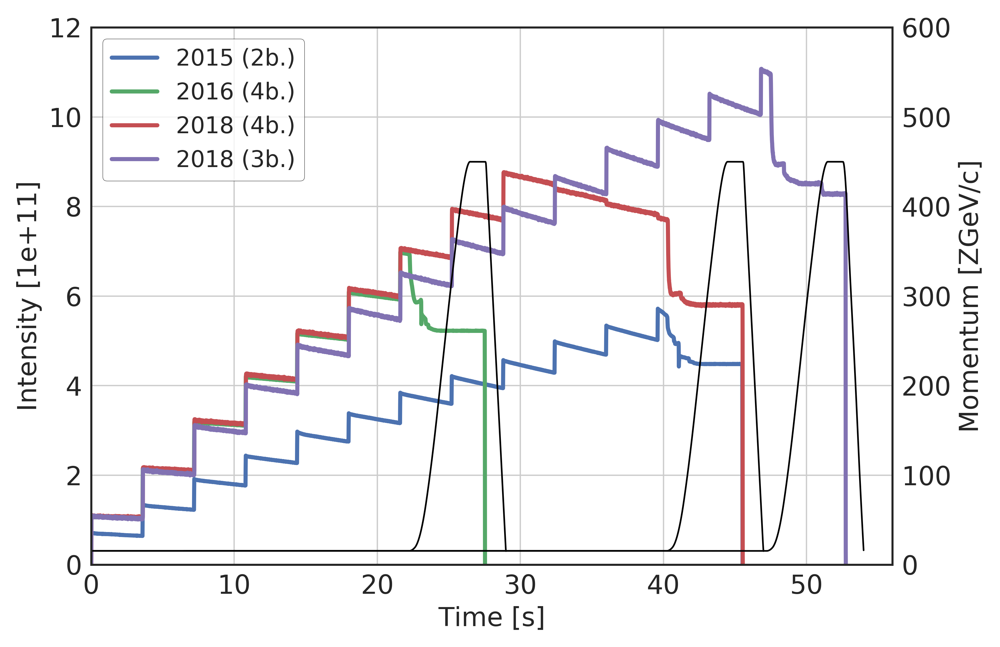 12
10
8
6
4
2
0
Intensity [1e+11]
2015 (2b.)
2016 (4b.)
2018 (4b.)
2018 (3b.)
600
500
400
300
200
100
0
Momentum [ZGeV/c]
0 10 20 30 40 50
Time [s]